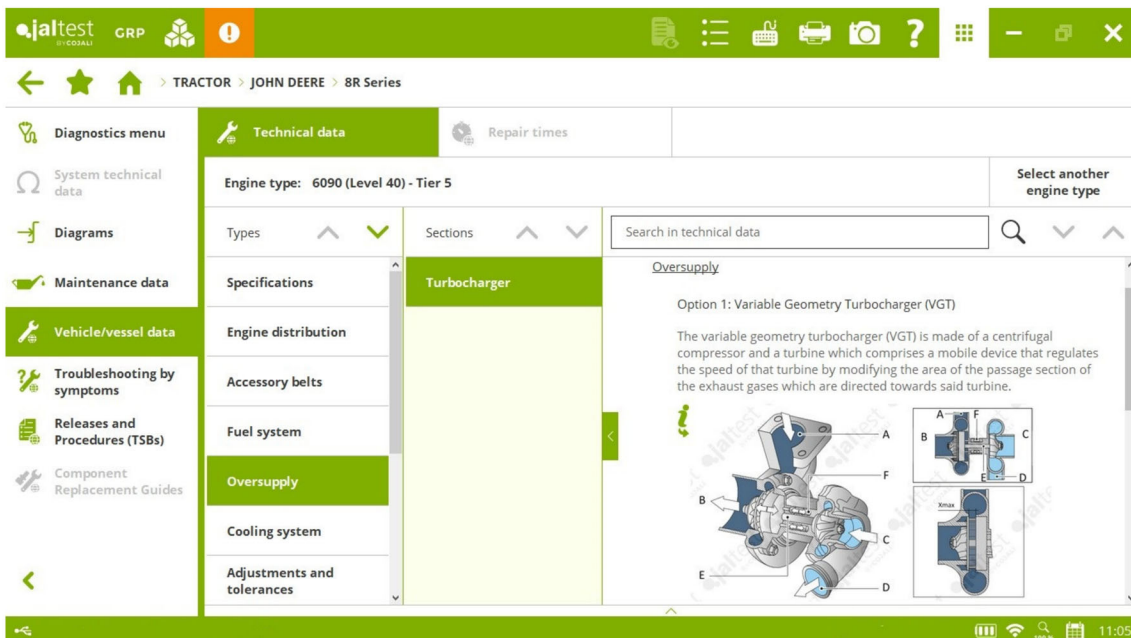 jaltest
BY COJALI
GRP
?
TRACTOR > JOHN DEERE > 8R Series
Diagnostics menu
System technical
data
Diagrams
Maintenance data
Vehicle/vessel data
Troubleshooting by
symptoms
Releases and
Procedures (TSBs)
Component
Replacement Guides
Technical data
Repair times
Engine type: 6090 (Level 40) - Tier 5
Select another
engine type
Types
Sections
Search in technical data
Specifications
Engine distribution
Accessory belts
Fuel system
Oversupply
Cooling system
Adjustments and
tolerances
Turbocharger
Oversupply
Option 1: Variable Geometry Turbocharger (VGT)
The variable geometry turbocharger (VGT) is made of a centrifugal
compressor and a turbine which comprises a mobile device that regulates
the speed of that turbine by modifying the area of the passage section of
the exhaust gases which are directed towards said turbine.
A
F
B
C
E
D
A
F
B
C
E
D
Xmax
jaltest
11:05